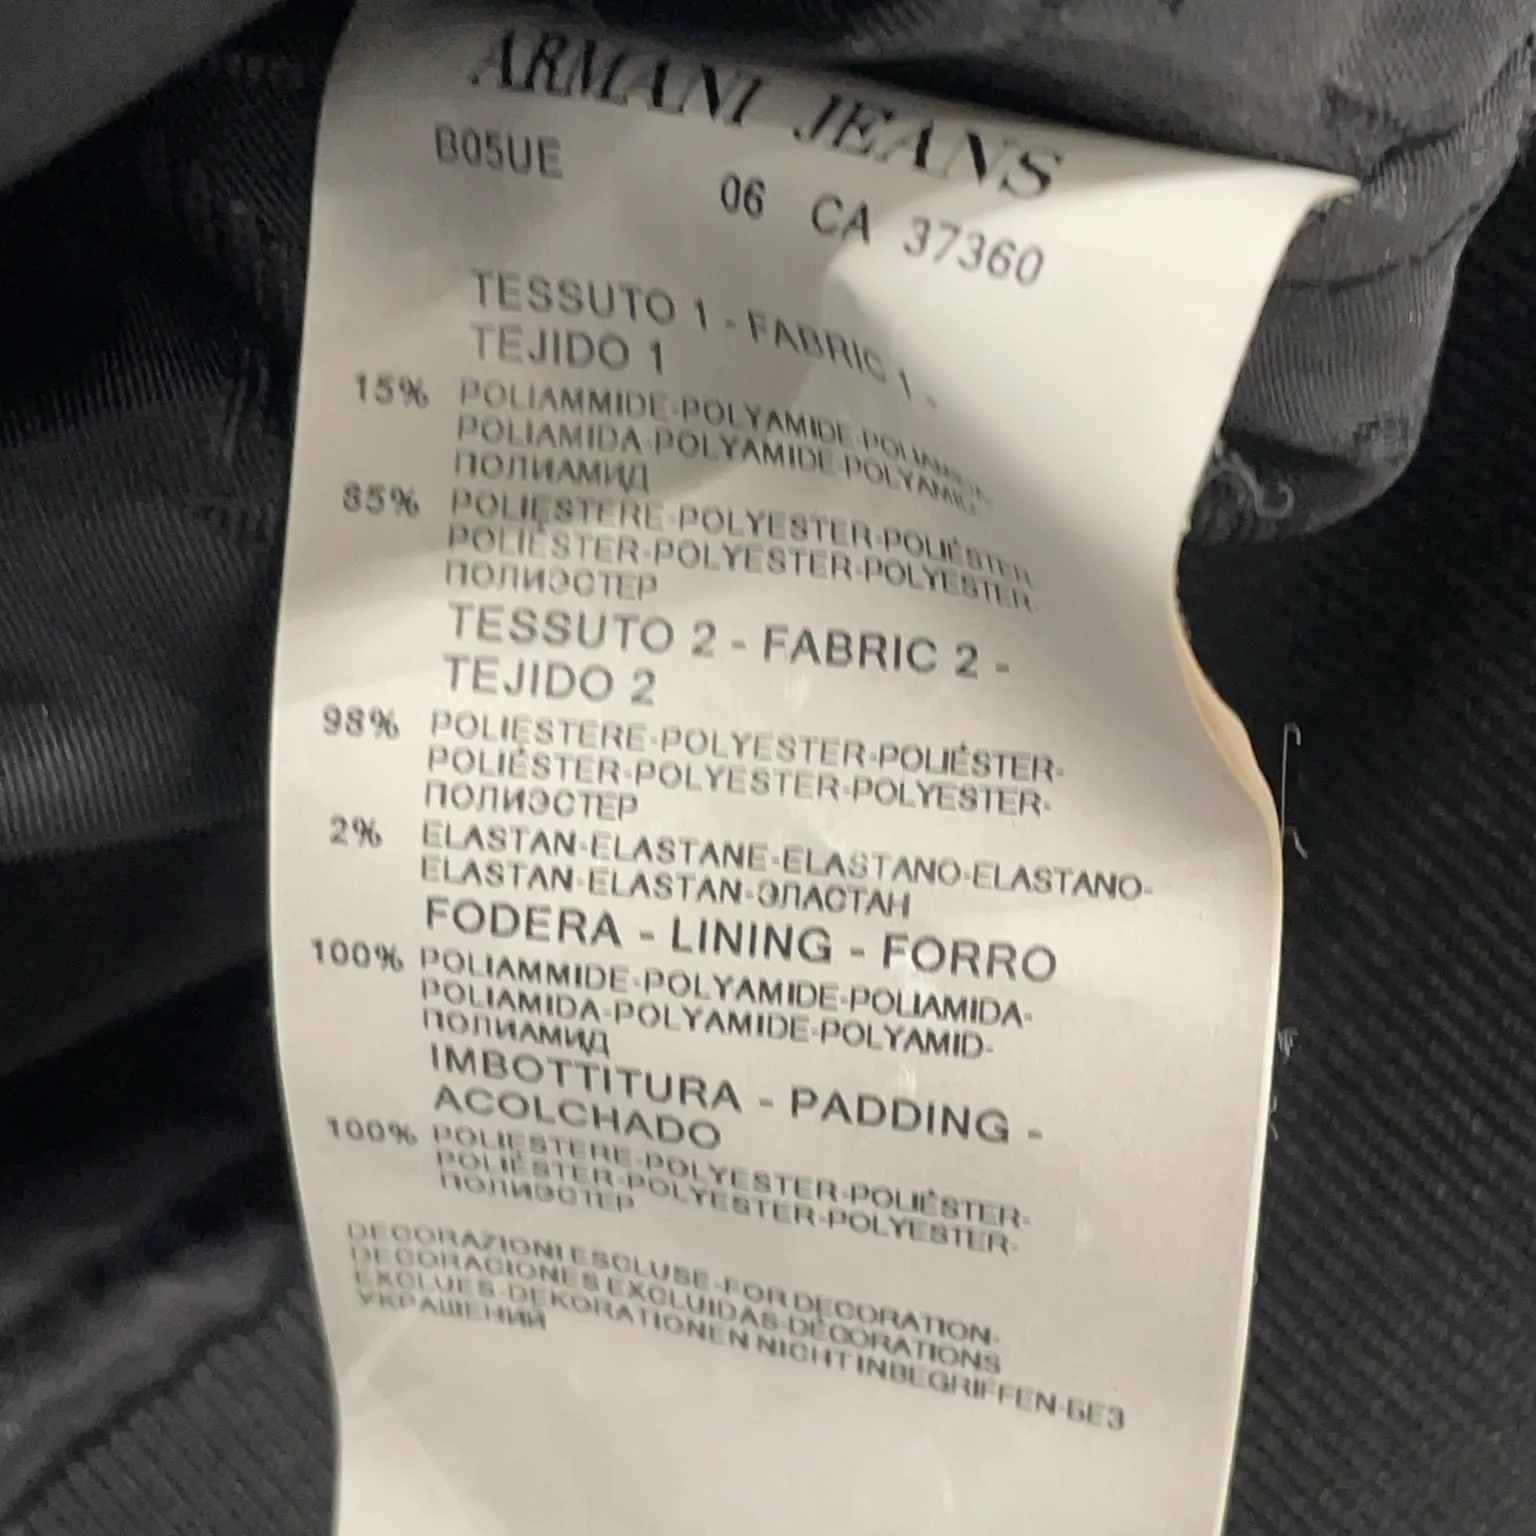 ARMANI JEANS
B05UE
06 CA 37360
TESSUTO 1 - FABRIC 1 -
TEJIDO 1
15% POLIAMMIDE-POLYAMIDE-POLIAMIDA-
POLIAMIDA-POLYAMIDE-POLYAMID-
ПОЛИАМИД
85% POLIESTERE-POLYESTER-POLIÉSTER
POLIÉSTER-POLYESTER-POLYESTER-
ПОЛИЭСТЕР
TESSUTO 2 - FABRIC 2 -
TEJIDO 2
98% POLIESTERE-POLYESTER-POLIÉSTER-
POLIÉSTER-POLYESTER-POLYESTER-
ПОЛИЭСТЕР
2% ELASTAN-ELASTANE-ELASTANO-ELASTANO-
ELASTAN-ELASTAN-ЭЛАСТАН
FODERA - LINING - FORRO
100% POLIAMMIDE-POLYAMIDE-POLIAMIDA-
POLIAMIDA-POLYAMIDE-POLYAMID-
ПОЛИАМИД
IMBOTTITURA - PADDING -
ACOLCHADO
100% POLIESTERE-POLYESTER-POLIÉSTER-
POLIÉSTER-POLYESTER-POLYESTER-
ПОЛИЭСТЕР
DECORAZIONI ESCLUSE-FOR DECORATION-
DECORACIONES EXCLUIDAS-DÉCORATIONS
EXCLUES-DEKORATIONEN NICHT INBEGRIFFEN-БЕЗ
УКРАШЕНИЙ